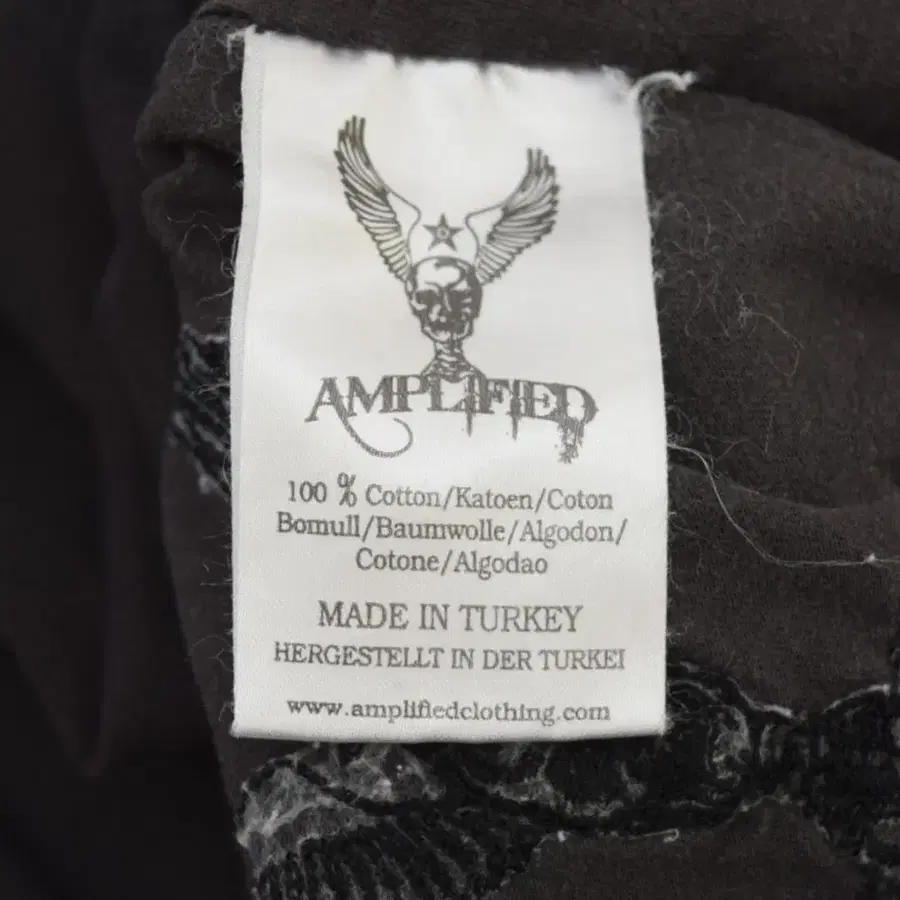 AMPLIFIED
100 % Cotton/Katoen/Coton
Bomull/Baumwolle/Algodon/
Cotone/Algodao
MADE IN TURKEY
HERGESTELLT IN DER TURKEI
www.amplifiedclothing.com